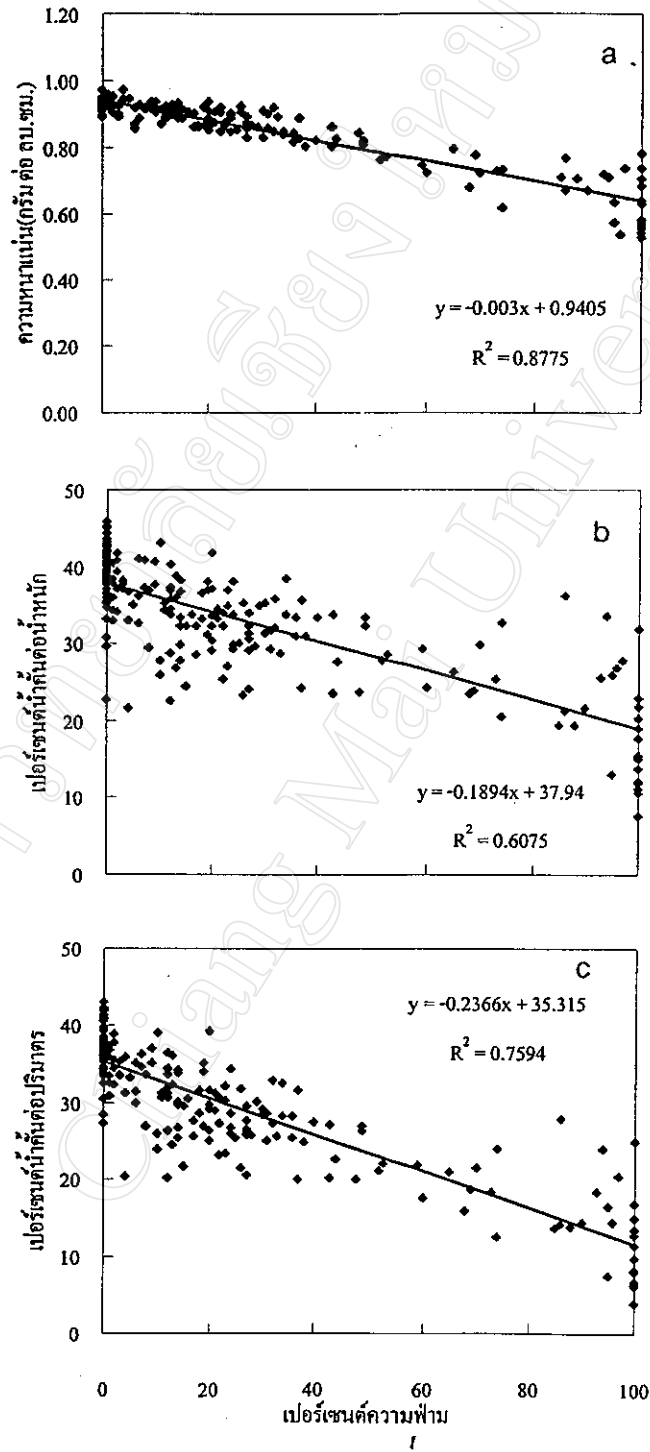 1.20
a
1.00
0.80
0.60
0.40
0.20
0.00
ความหนาแน่น(กรัม ต่อ ลบ.ซม.)
y = -0.003x + 0.9405
R² = 0.8775
50
b
40
30
20
10
0
เปอร์เซนต์น้ำคั้นต่อน้ำหนัก
y = -0.1894x + 37.94
R² = 0.6075
50
c
40
30
20
10
0
เปอร์เซนต์น้ำคั้นต่อปริมาตร
y = -0.2366x + 35.315
R² = 0.7594
0 20 40 60 80 100
เปอร์เซนต์ความฟ่าม
Chiang Mai Univer